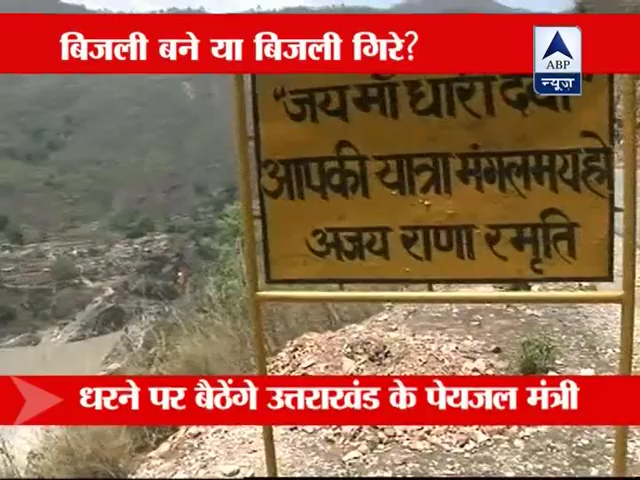 बिजली बने या बिजली गिरे?
ABP
न्यूज़
"जय माँ धारी देवी"
आपकी यात्रा मंगलमय हो
अजय राणा स्मृति
धरने पर बैठेंगे उत्तराखंड के पेयजल मंत्री